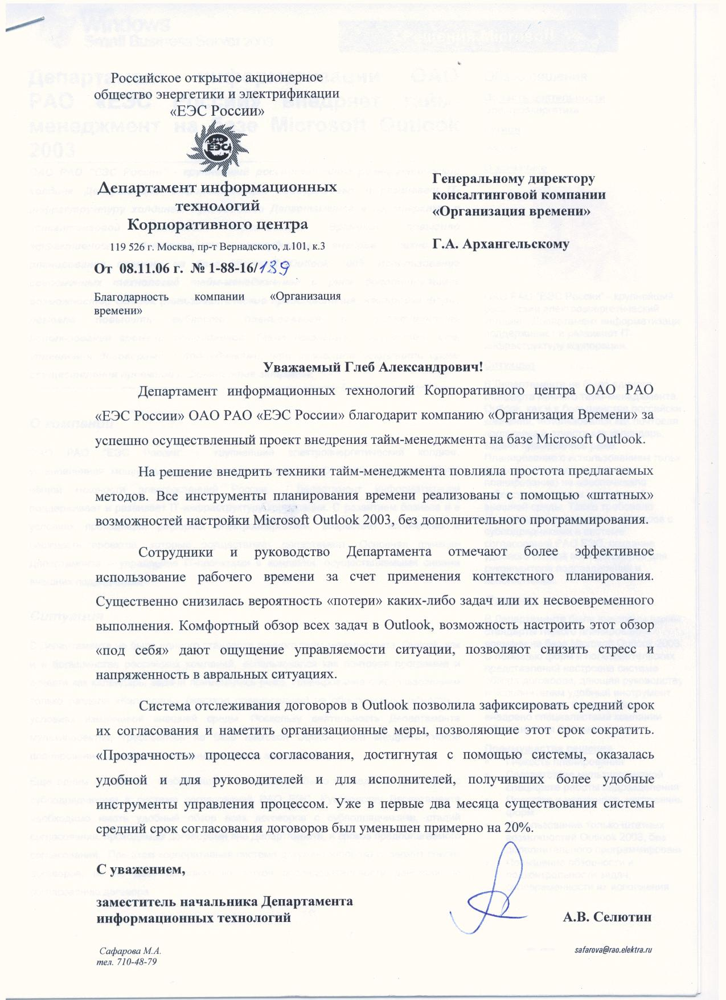 Российское открытое акционерное
общество энергетики и электрификации
«ЕЭС России»
РАО
ЕЭС
Департамент информационных
технологий
Корпоративного центра
119 526 г. Москва, пр-т Вернадского, д.101, к.3
От 08.11.06 г. № 1-88-16/139
Благодарность компании «Организация
времени»
Генеральному директору
консалтинговой компании
«Организация времени»
Г.А. Архангельскому
Уважаемый Глеб Александрович!
Департамент информационных технологий Корпоративного центра ОАО РАО
«ЕЭС России» ОАО РАО «ЕЭС России» благодарит компанию «Организация Времени» за
успешно осуществленный проект внедрения тайм-менеджмента на базе Microsoft Outlook.
На решение внедрить техники тайм-менеджмента повлияла простота предлагаемых
методов. Все инструменты планирования времени реализованы с помощью «штатных»
возможностей настройки Microsoft Outlook 2003, без дополнительного программирования.
Сотрудники и руководство Департамента отмечают более эффективное
использование рабочего времени за счет применения контекстного планирования.
Существенно снизилась вероятность «потери» каких-либо задач или их несвоевременного
выполнения. Комфортный обзор всех задач в Outlook, возможность настроить этот обзор
«под себя» дают ощущение управляемости ситуации, позволяют снизить стресс и
напряженность в авральных ситуациях.
Система отслеживания договоров в Outlook позволила зафиксировать средний срок
их согласования и наметить организационные меры, позволяющие этот срок сократить.
«Прозрачность» процесса согласования, достигнутая с помощью системы, оказалась
удобной и для руководителей и для исполнителей, получивших более удобные
инструменты управления процессом. Уже в первые два месяца существования системы
средний срок согласования договоров был уменьшен примерно на 20%.
С уважением,
заместитель начальника Департамента
информационных технологий
А.В. Селютин
Сафарова М.А.
тел. 710-48-79
safarova@rao.elektra.ru